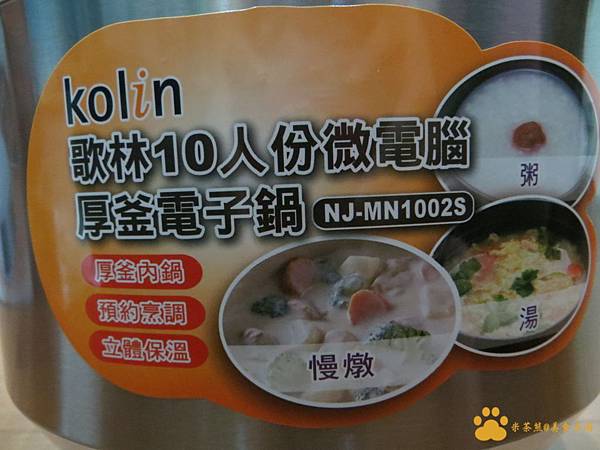 kolin
歌林10人份微電腦
厚釜電子鍋 NJ-MN1002S
厚釜內鍋
預約烹調
立體保溫
粥
湯
慢燉